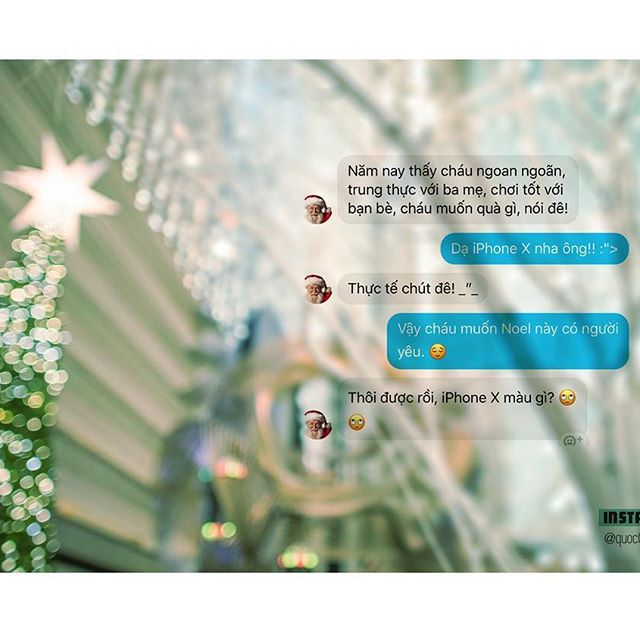 Năm nay thấy cháu ngoan ngoãn,
trung thực với ba mẹ, chơi tốt với
bạn bè, cháu muốn quà gì, nói đê!
Dạ iPhone X nha ông!! :">
Thực tế chút đê! _"_
Vậy cháu muốn Noel này có người
yêu. 😌
Thôi được rồi, iPhone X màu gì? 🙄
🙄
INSTA
@quoct